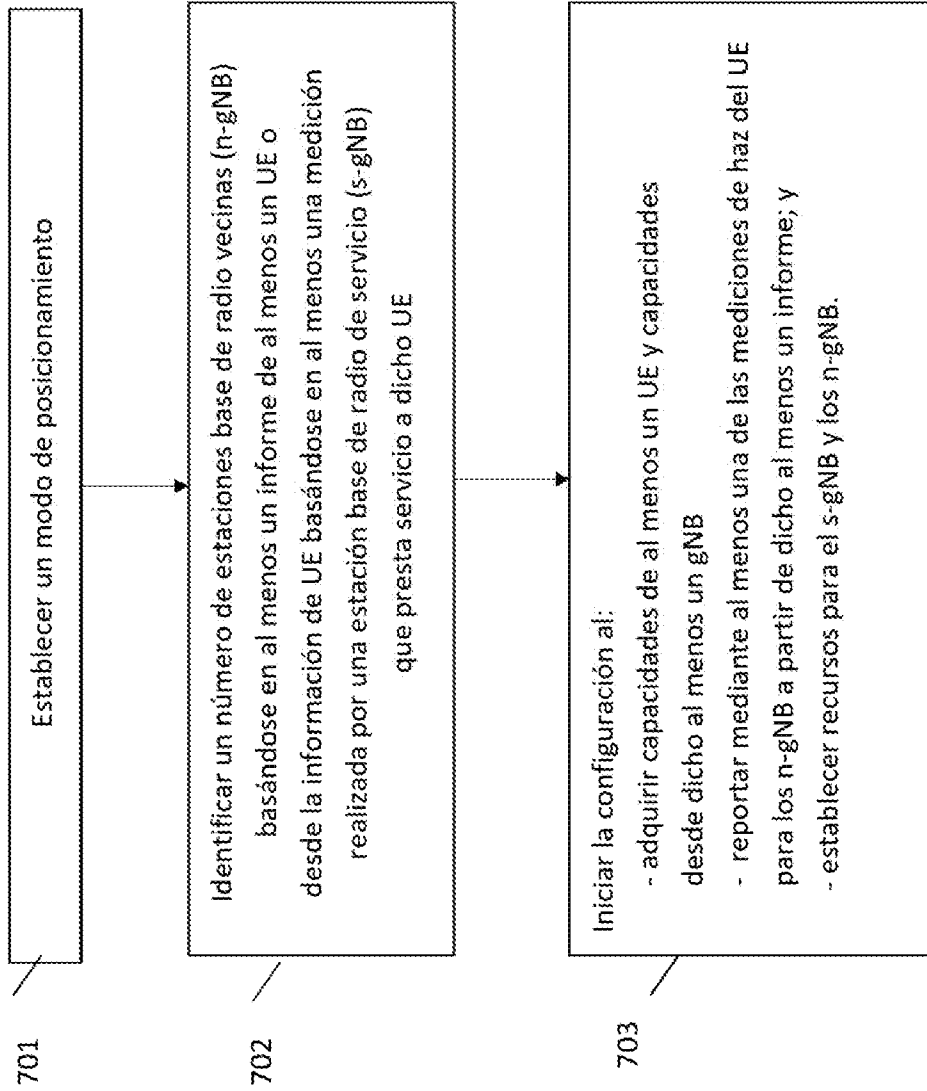 701
Establecer un modo de posicionamiento
702
Identificar un número de estaciones base de radio vecinas (n-gNB)
basándose en al menos un informe de al menos un UE o
desde la información de UE basándose en al menos una medición
realizada por una estación base de radio de servicio (s-gNB)
que presta servicio a dicho UE
703
Iniciar la configuración al:
- adquirir capacidades de al menos un UE y capacidades
desde dicho al menos un gNB
- reportar mediante al menos una de las mediciones de haz del UE
para los n-gNB a partir de dicho al menos un informe; y
- establecer recursos para el s-gNB y los n-gNB.